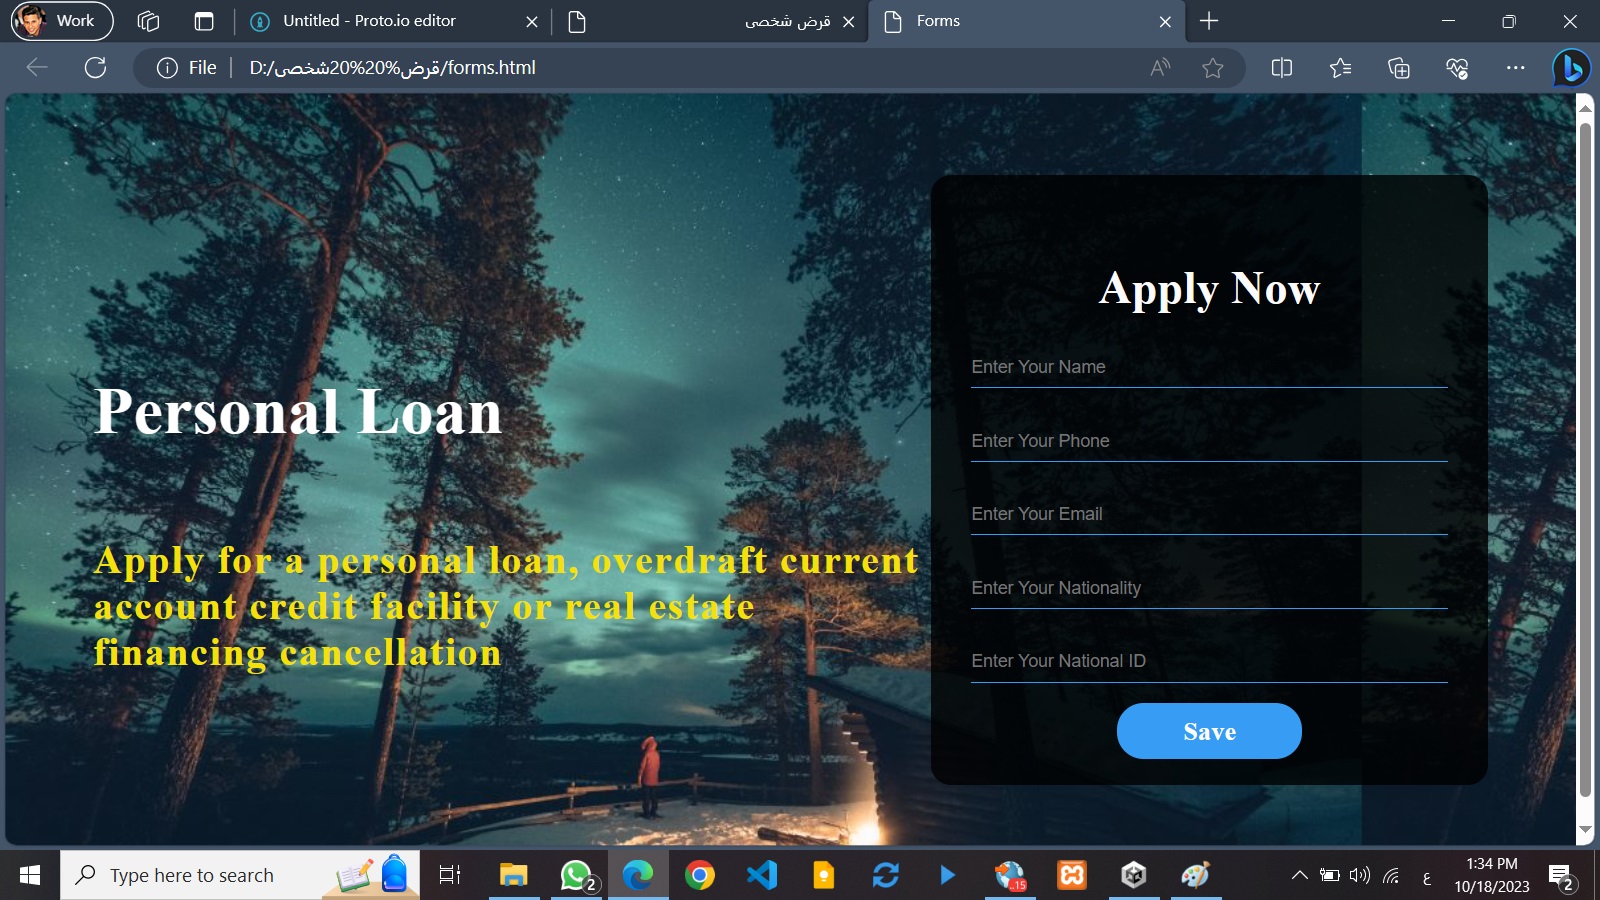 Work
Untitled - Proto.io editor
قرض شخصى
Forms
File
D:/قرض%20%20شخصى/forms.html
Apply Now
Enter Your Name
Personal Loan
Enter Your Phone
Enter Your Email
Apply for a personal loan, overdraft current
account credit facility or real estate
financing cancellation
Enter Your Nationality
Enter Your National ID
Save
Type here to search
2
..15
ع
1:34 PM
10/18/2023
2